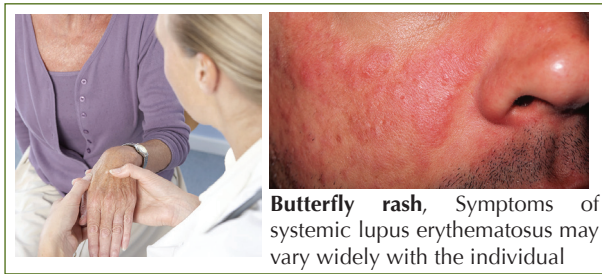 Butterfly rash, Symptoms of
systemic lupus erythematosus may
vary widely with the individual